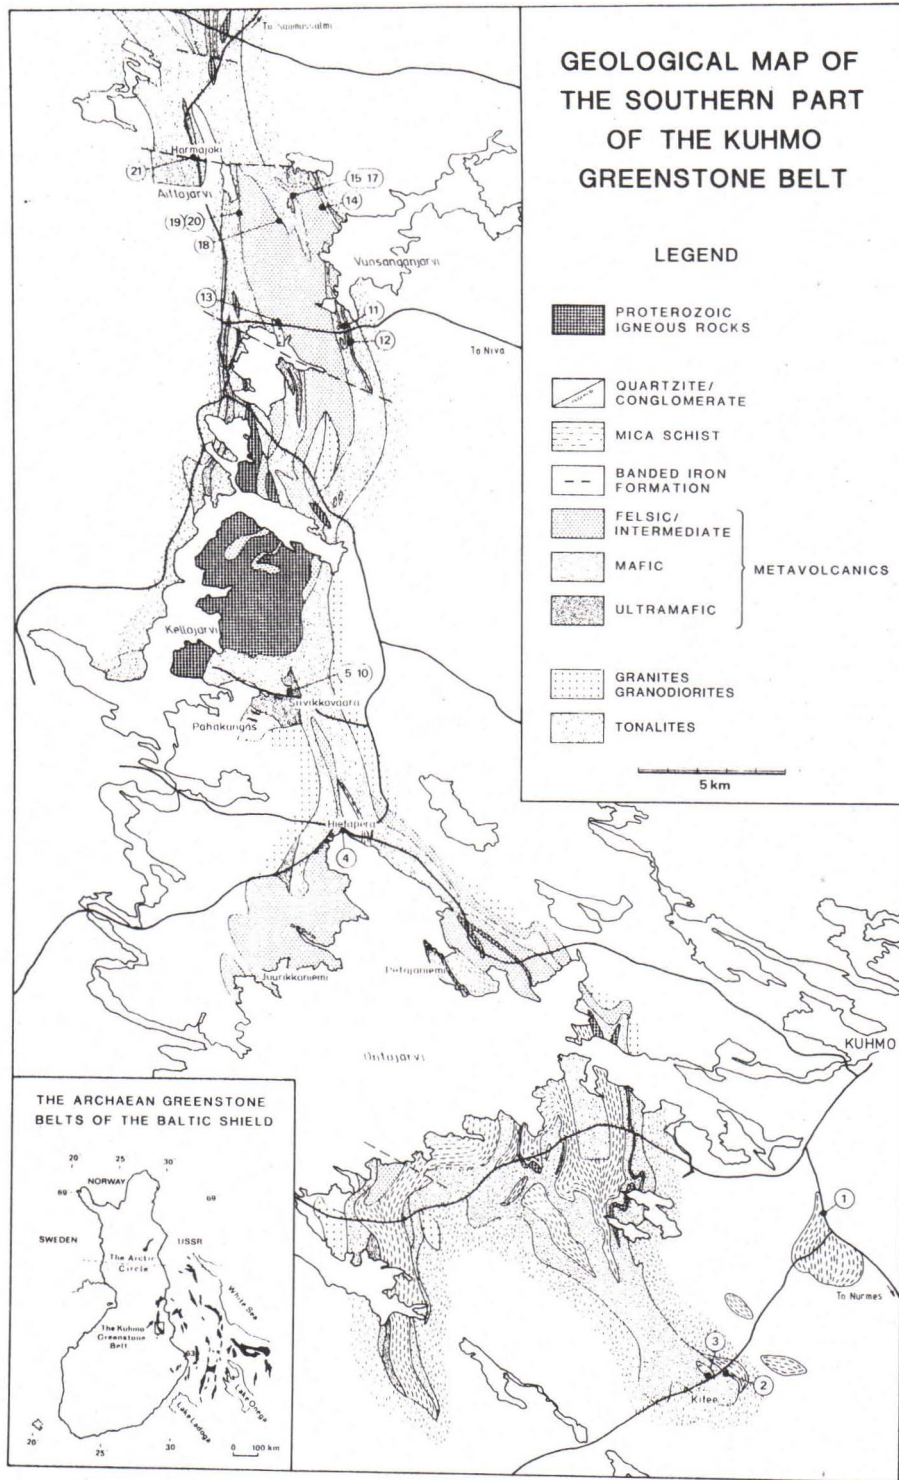 GEOLOGICAL MAP OF
THE SOUTHERN PART
OF THE KUHMO
GREENSTONE BELT
LEGEND
PROTEROZOIC
IGNEOUS ROCKS
QUARTZITE/
CONGLOMERATE
MICA SCHIST
BANDED IRON
FORMATION
FELSIC/
INTERMEDIATE
MAFIC
METAVOLCANICS
ULTRAMAFIC
GRANITES
GRANODIORITES
TONALITES
5 km
Harmajoki
21
Aittojarvi
15 17
14
(19)(20)
18
Vuosanganjarvi
13
11
12
To Niva
Kellojarvi
5 10
Siivikkovaara
Pahakangas
Hietapera
4
Juurikkaniemi
Petajaniemi
Ontojarvi
KUHMO
1
To Nurmes
3
2
THE ARCHAEAN GREENSTONE
BELTS OF THE BALTIC SHIELD
20
25
30
NORWAY
69
69
SWEDEN
USSR
The Arctic
Circle
White Sea
The Kuhmo
Greenstone
Belt
63
Lake Onega
Lake Ladoga
20
25
30
0 100 km